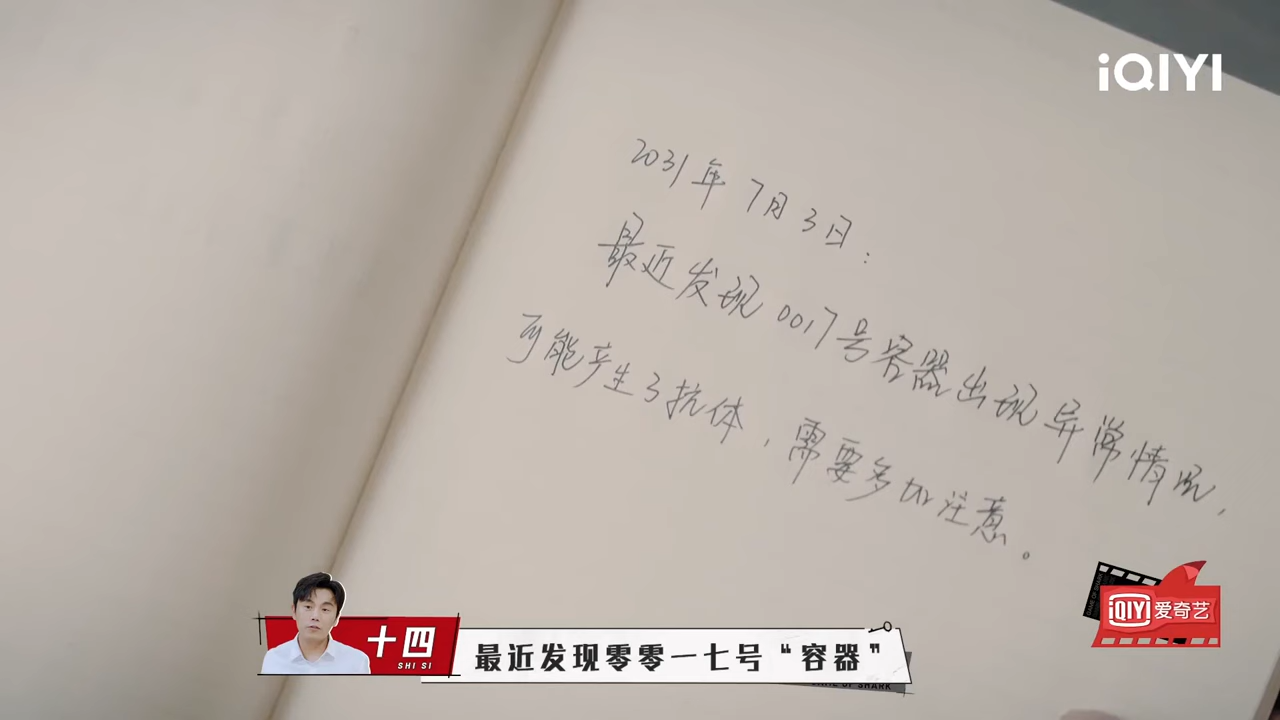 iQIYI
2031年7月3日：
最近发现0017号容器出现异常情况，
可能产生了抗体，需要多加注意。
iQIYI 爱奇艺
十四
SHI SI
最近发现零零一七号“容器”
GAME OF SHARK